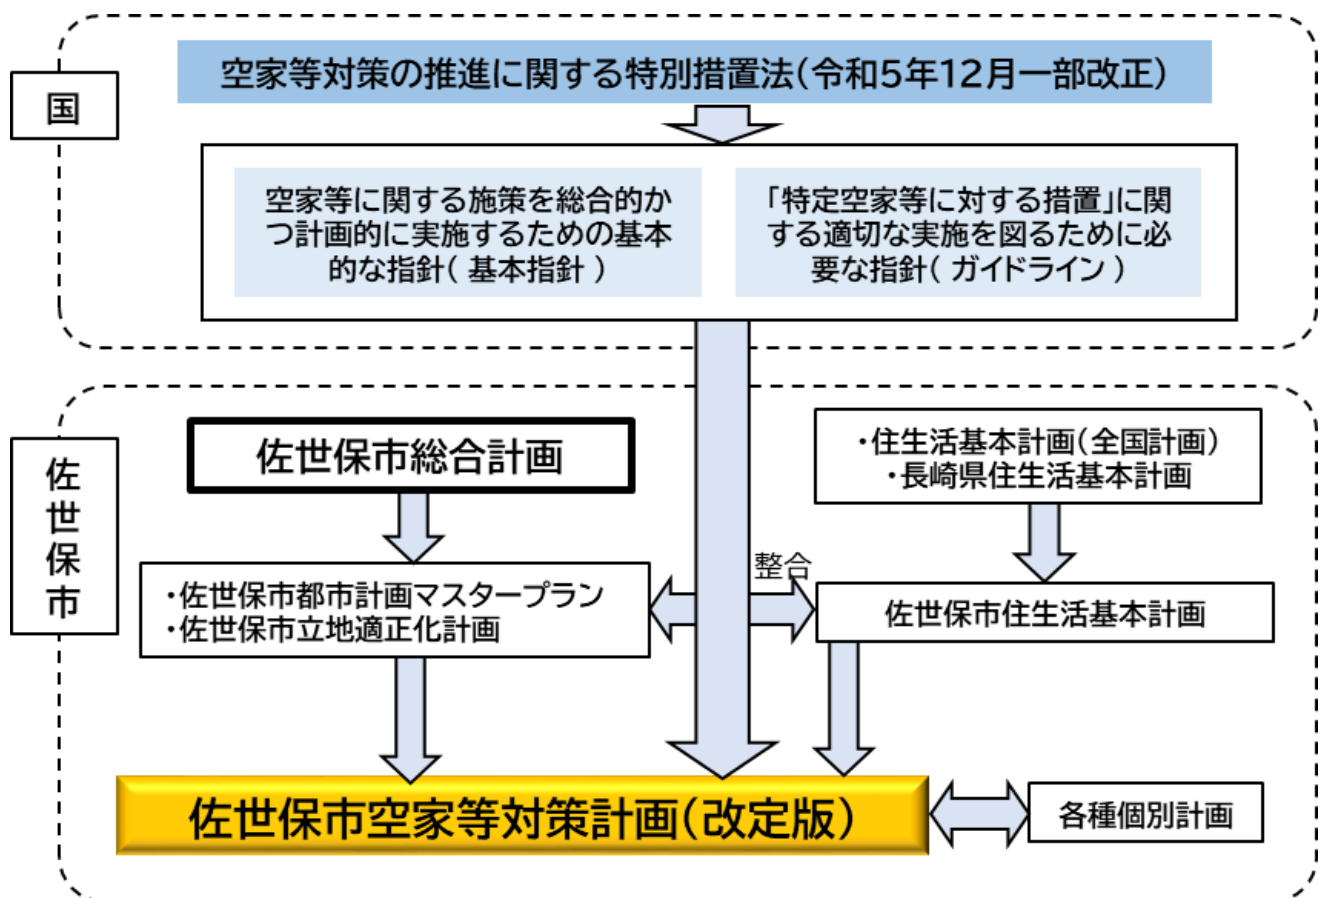 国
空家等対策の推進に関する特別措置法(令和5年12月一部改正)
空家等に関する施策を総合的か
つ計画的に実施するための基本
的な指針( 基本指針 )
「特定空家等に対する措置」に関
する適切な実施を図るために必
要な指針( ガイドライン )
佐世保市
佐世保市総合計画
・住生活基本計画(全国計画)
・長崎県住生活基本計画
整合
・佐世保市都市計画マスタープラン
・佐世保市立地適正化計画
佐世保市住生活基本計画
佐世保市空家等対策計画(改定版)
各種個別計画